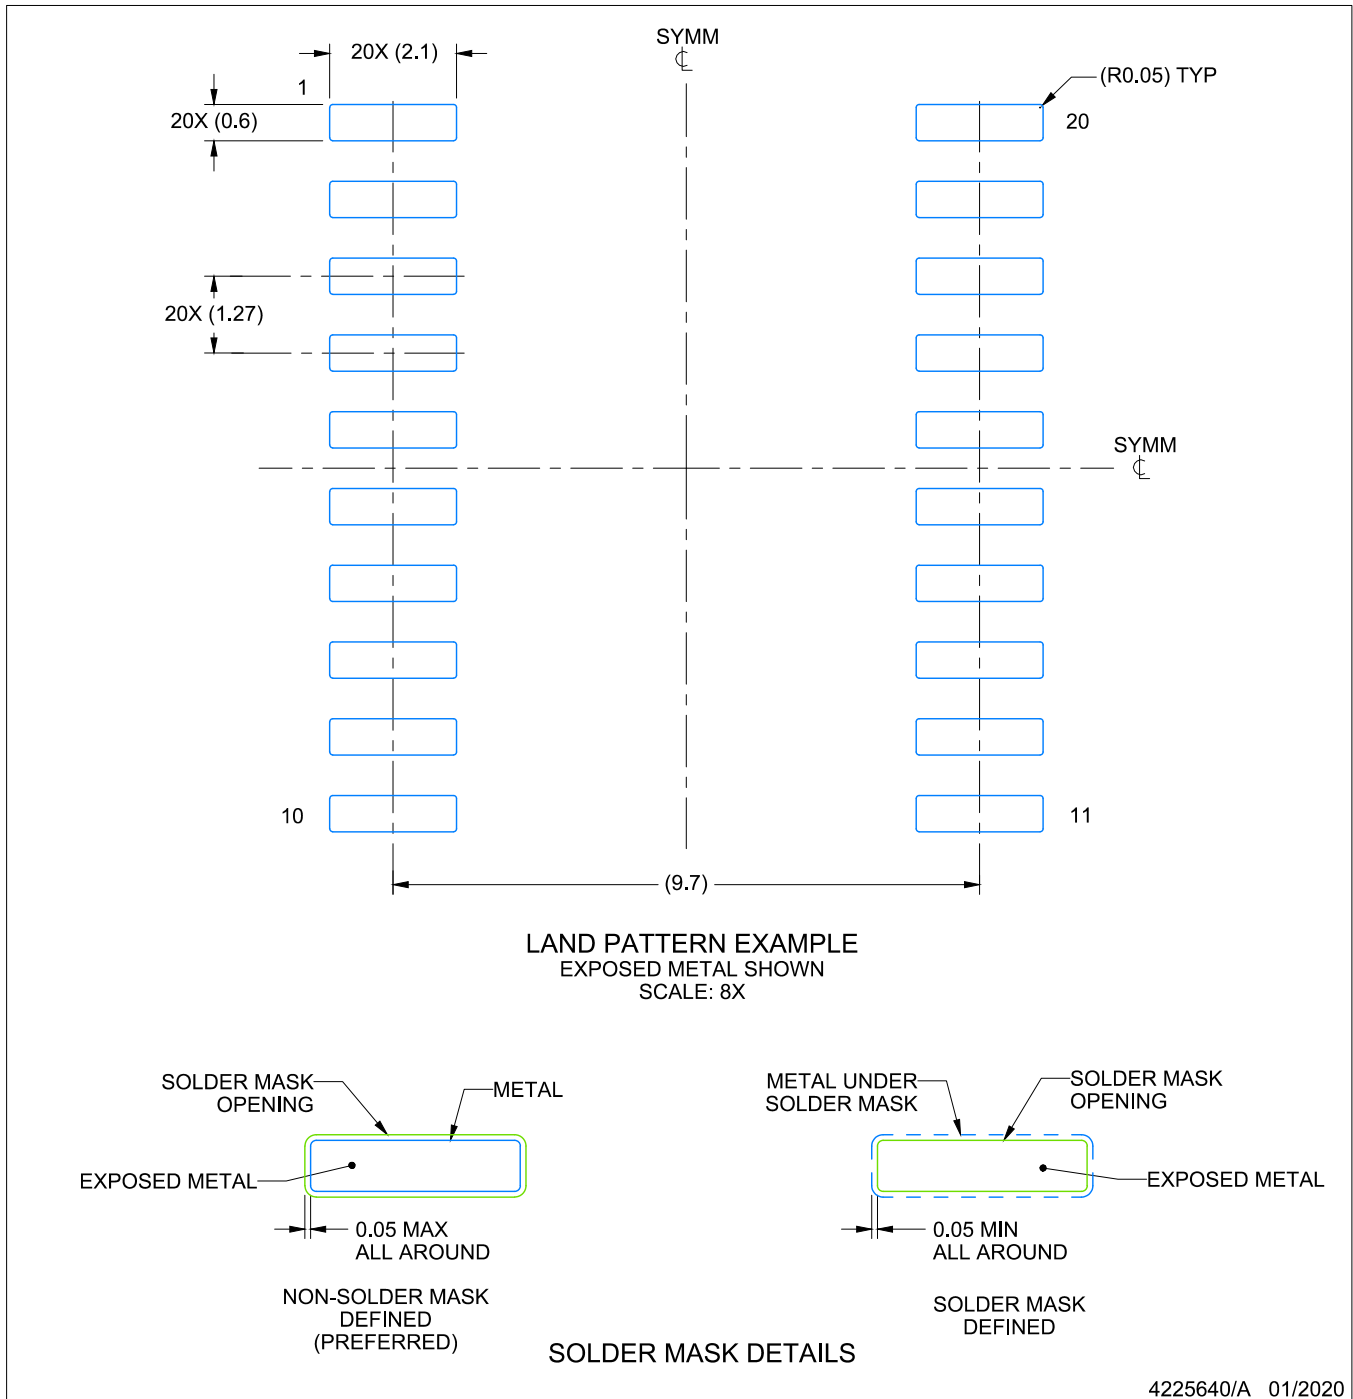 SYMM
20X (2.1)
(R0.05) TYP
1
20X (0.6)
20
20X (1.27)
SYMM
10
11
(9.7)
LAND PATTERN EXAMPLE
EXPOSED METAL SHOWN
SCALE: 8X
SOLDER MASK
OPENING
METAL
EXPOSED METAL
0.05 MAX
ALL AROUND
NON-SOLDER MASK
DEFINED
(PREFERRED)
METAL UNDER
SOLDER MASK
SOLDER MASK
OPENING
EXPOSED METAL
0.05 MIN
ALL AROUND
SOLDER MASK
DEFINED
SOLDER MASK DETAILS
4225640/A 01/2020